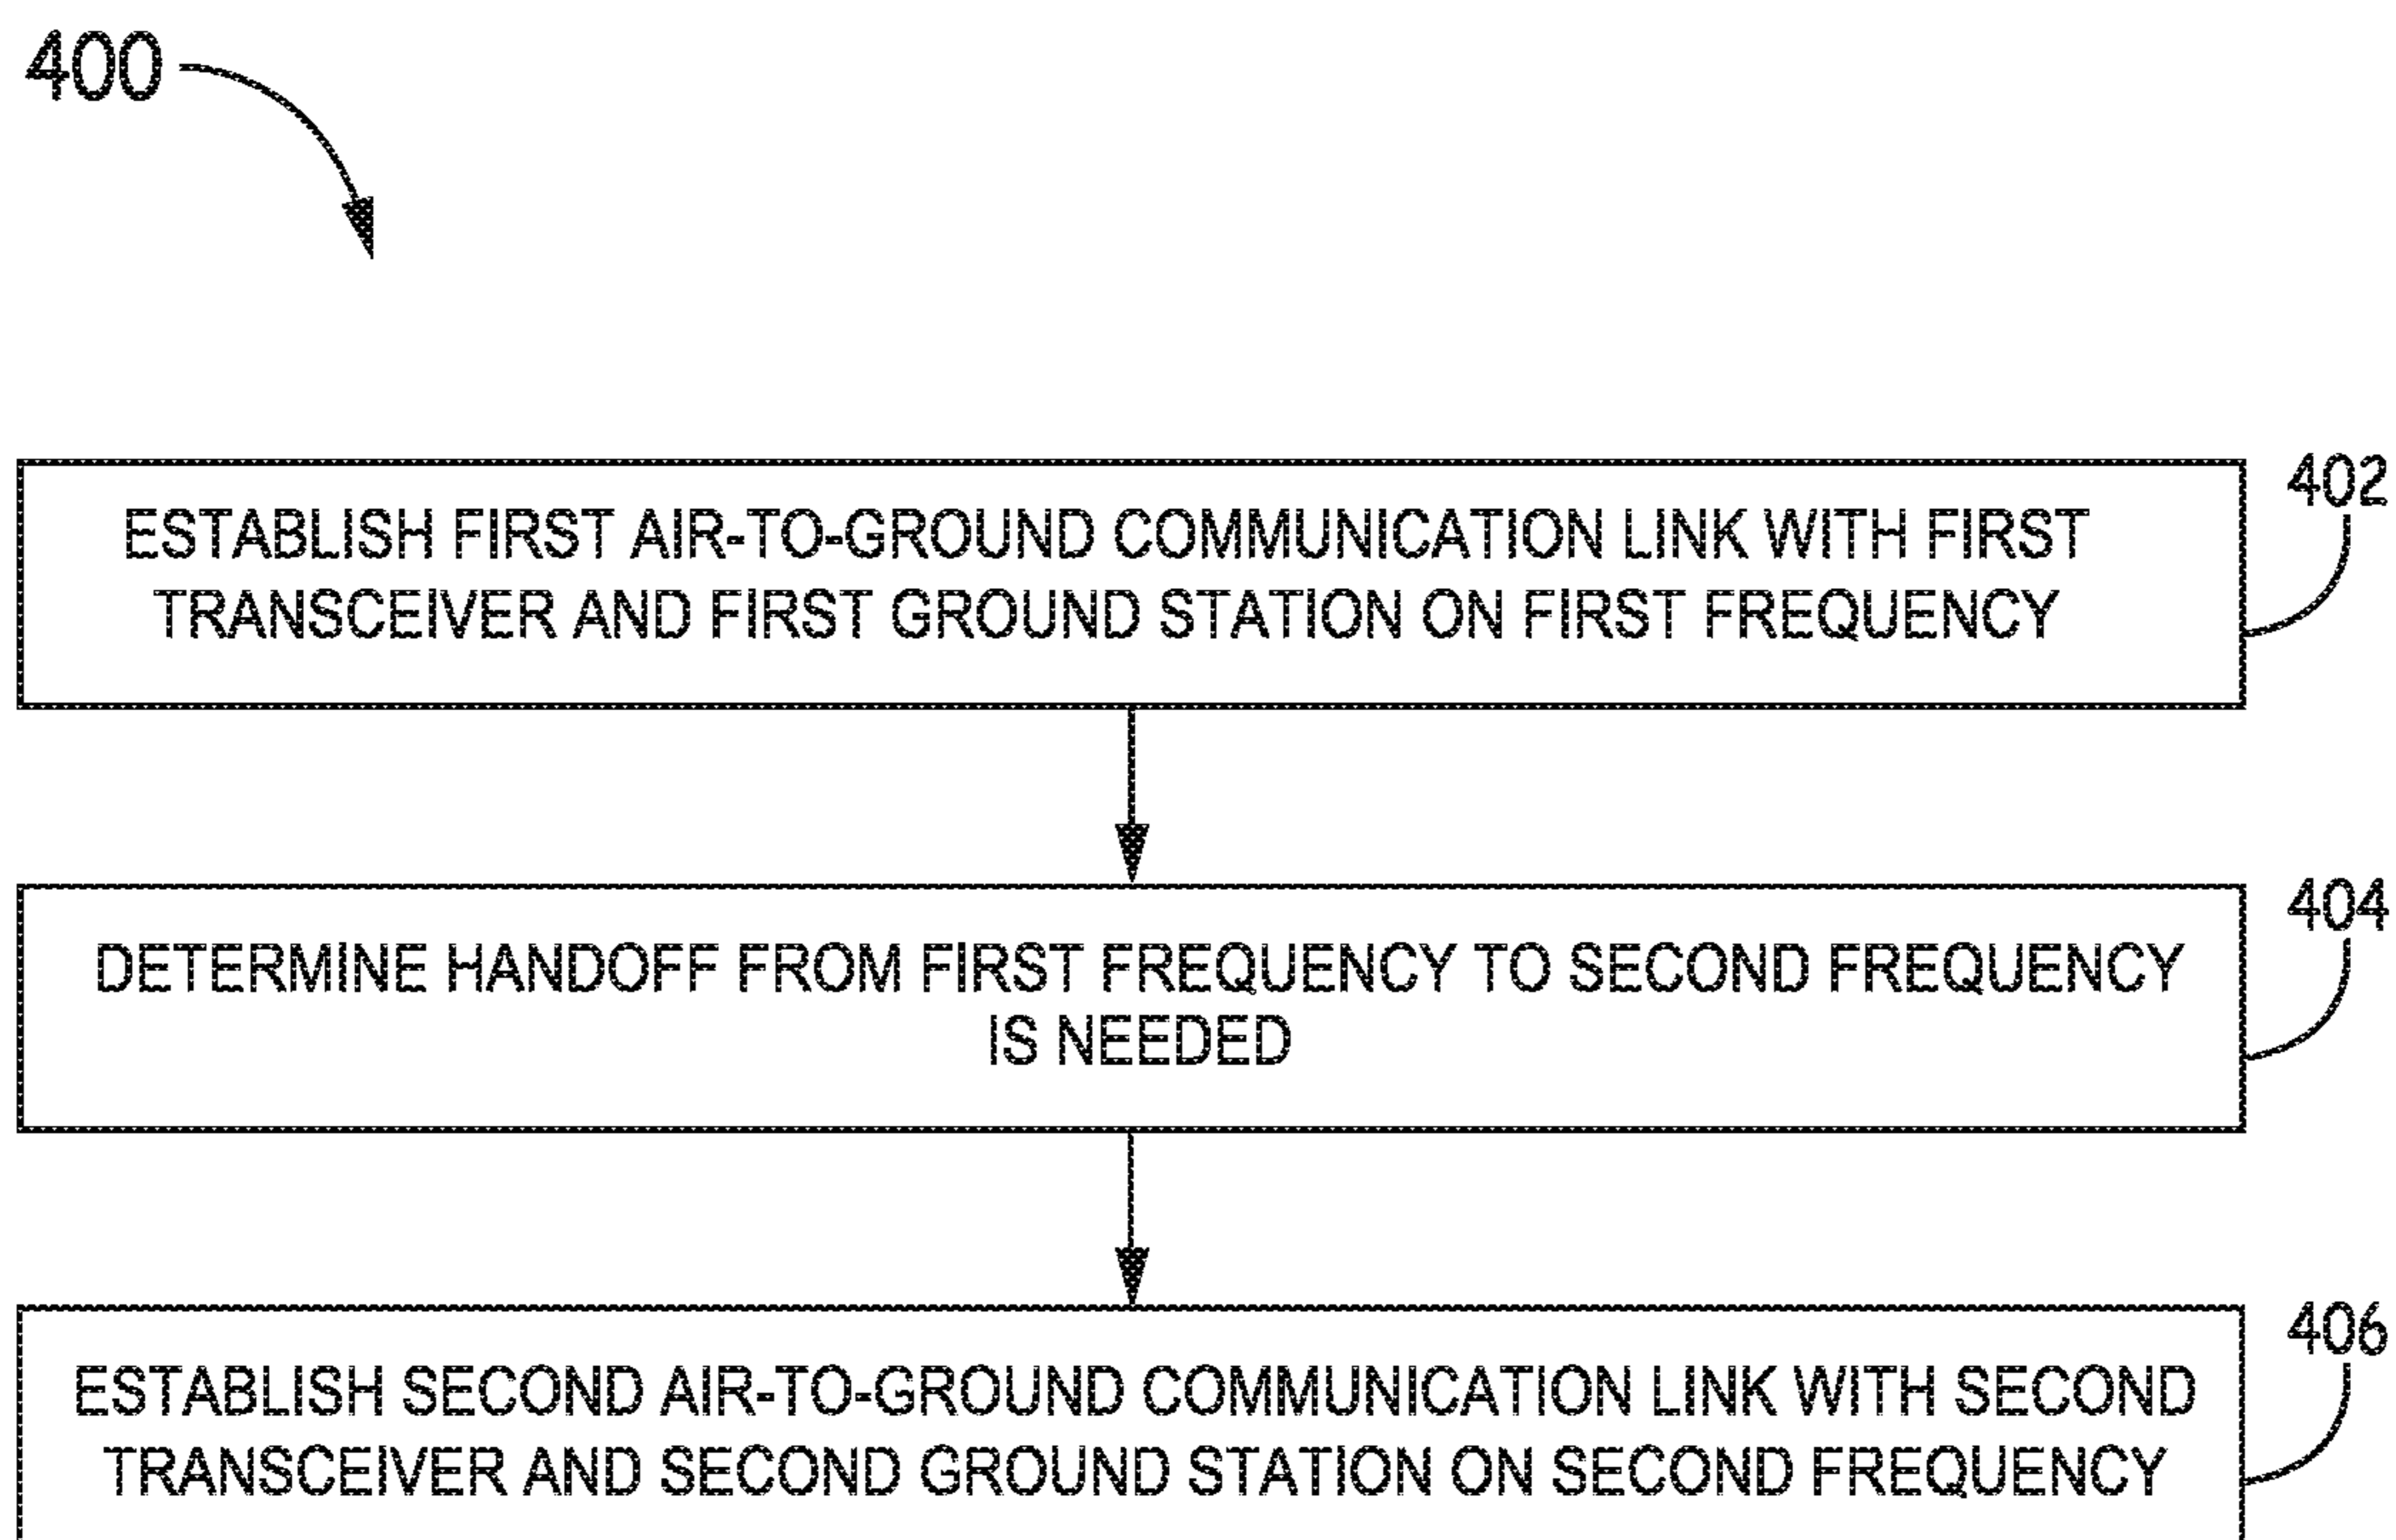 400
402
ESTABLISH FIRST AIR-TO-GROUND COMMUNICATION LINK WITH FIRST
TRANSCEIVER AND FIRST GROUND STATION ON FIRST FREQUENCY
404
DETERMINE HANDOFF FROM FIRST FREQUENCY TO SECOND FREQUENCY
IS NEEDED
406
ESTABLISH SECOND AIR-TO-GROUND COMMUNICATION LINK WITH SECOND
TRANSCEIVER AND SECOND GROUND STATION ON SECOND FREQUENCY